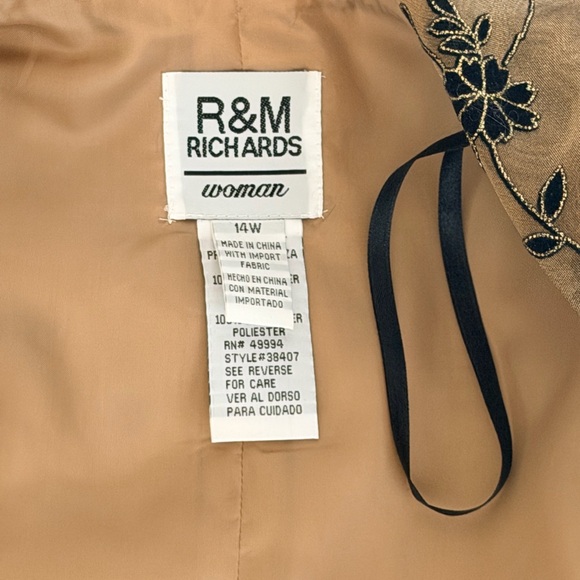 R&M
RICHARDS
woman
14W
MADE IN CHINA
WITH IMPORT
FABRIC
HECHO EN CHINA
CON MATERIAL
IMPORTADO
POLIESTER
RN# 49994
STYLE#38407
SEE REVERSE
FOR CARE
VER AL DORSO
PARA CUIDADO